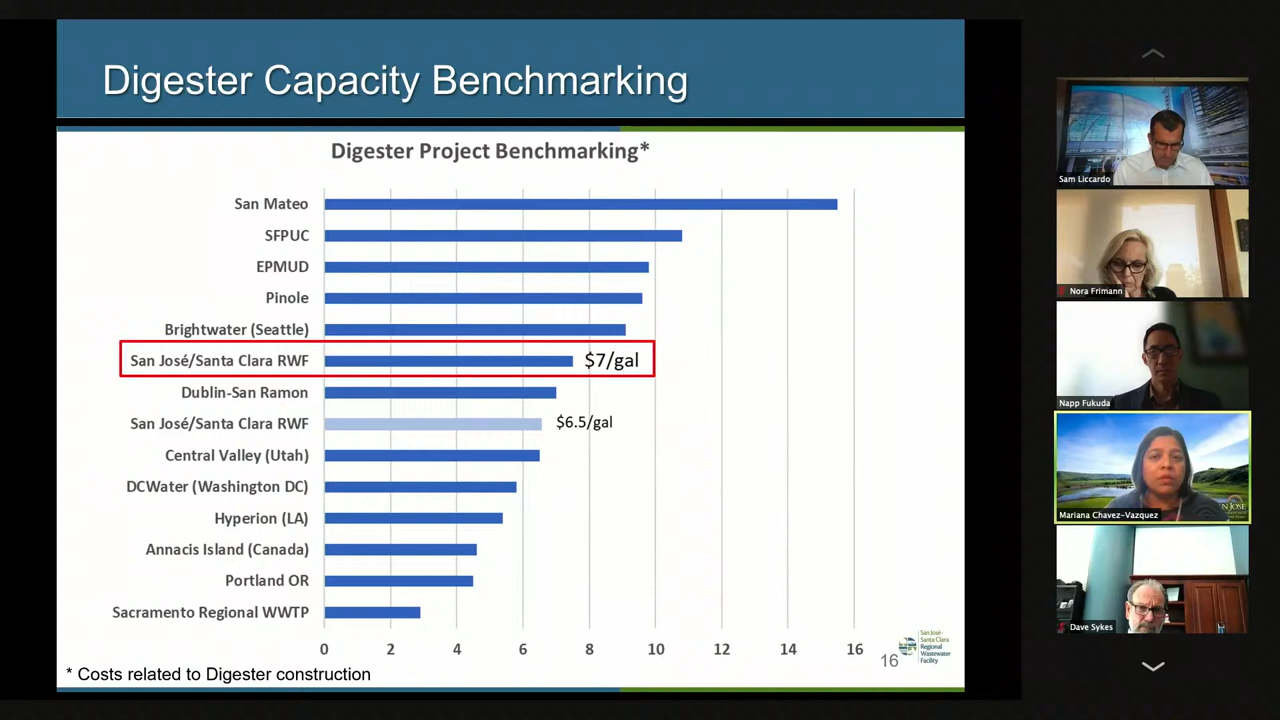 Digester Capacity Benchmarking
Digester Project Benchmarking*
San Mateo
SFPUC
EPMUD
Pinole
Brightwater (Seattle)
San José/Santa Clara RWF $7/gal
Dublin-San Ramon
San José/Santa Clara RWF $6.5/gal
Central Valley (Utah)
DCWater (Washington DC)
Hyperion (LA)
Annacis Island (Canada)
Portland OR
Sacramento Regional WWTP
0 2 4 6 8 10 12 14 16
* Costs related to Digester construction
16
San José-
Santa Clara
Regional
Wastewater
Facility
Sam Liccardo
Nora Frimann
Napp Fukuda
Mariana Chavez-Vazquez
Dave Sykes